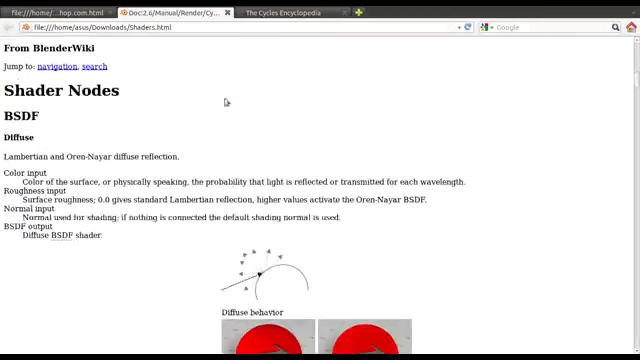 file:///home...hop.com.html
Doc:2.6/Manual/Render/Cy...
The Cycles Encyclopedia
file:///home/asus/Downloads/Shaders.html
Google
From BlenderWiki
Jump to: navigation, search
Shader Nodes
BSDF
Diffuse
Lambertian and Oren-Nayar diffuse reflection.
Color input
Color of the surface, or physically speaking, the probability that light is reflected or transmitted for each wavelength.
Roughness input
Surface roughness; 0.0 gives standard Lambertian reflection, higher values activate the Oren-Nayar BSDF.
Normal input
Normal used for shading; if nothing is connected the default shading normal is used.
BSDF output
Diffuse BSDF shader.
Diffuse behavior